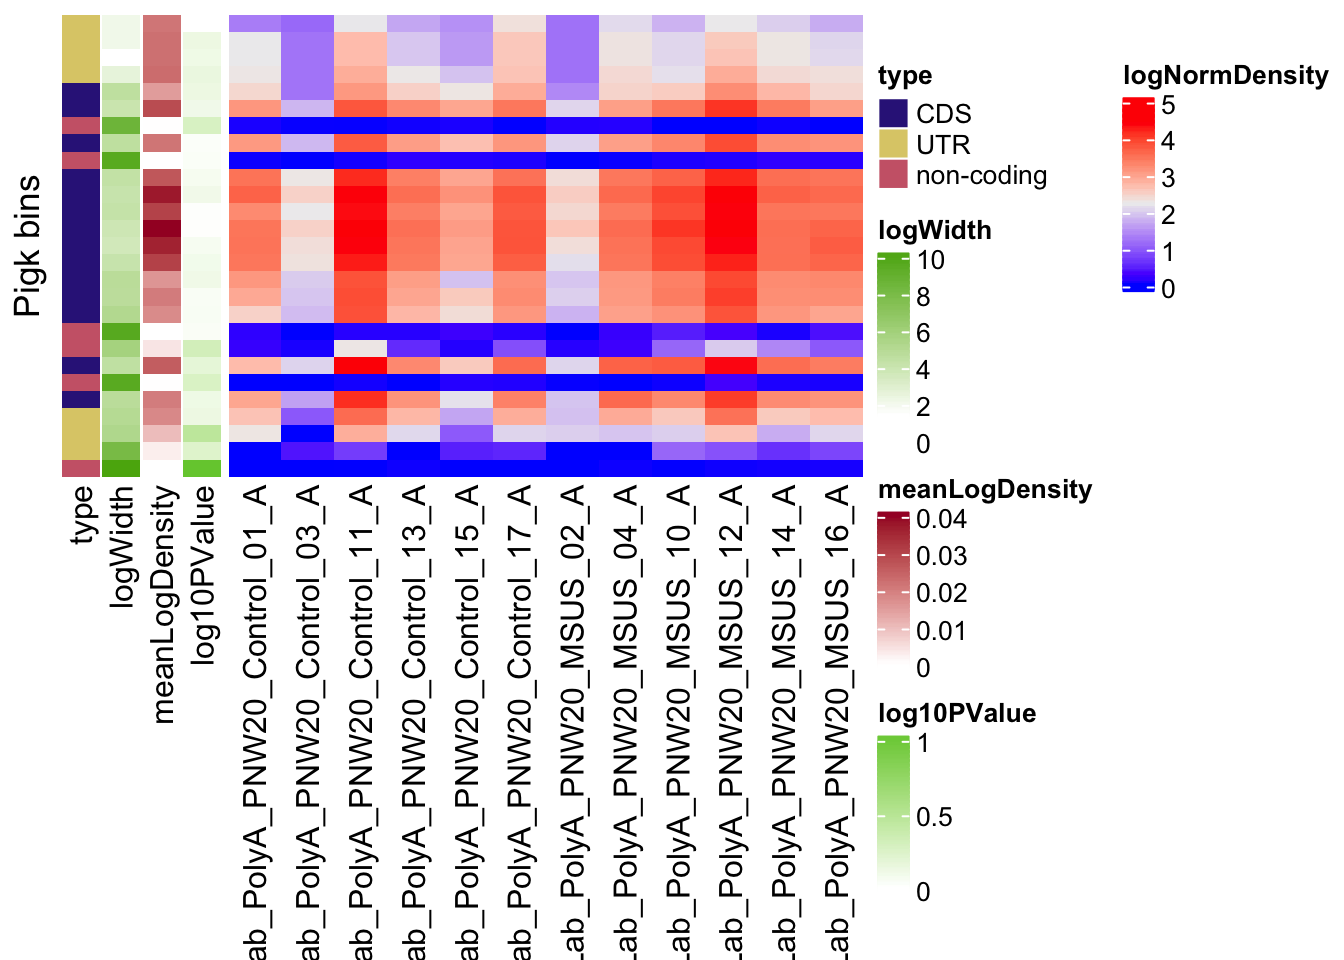 Pigk bins
type
logWidth
meanLogDensity
log10PValue
ab_PolyA_PNW20_Control_01_A
ab_PolyA_PNW20_Control_03_A
ab_PolyA_PNW20_Control_11_A
ab_PolyA_PNW20_Control_13_A
ab_PolyA_PNW20_Control_15_A
ab_PolyA_PNW20_Control_17_A
ab_PolyA_PNW20_MSUS_02_A
ab_PolyA_PNW20_MSUS_04_A
ab_PolyA_PNW20_MSUS_10_A
ab_PolyA_PNW20_MSUS_12_A
ab_PolyA_PNW20_MSUS_14_A
ab_PolyA_PNW20_MSUS_16_A
type
CDS
UTR
non-coding
logWidth
10
8
6
4
2
0
meanLogDensity
0.04
0.03
0.02
0.01
0
log10PValue
1
0.5
0
logNormDensity
5
4
3
2
1
0